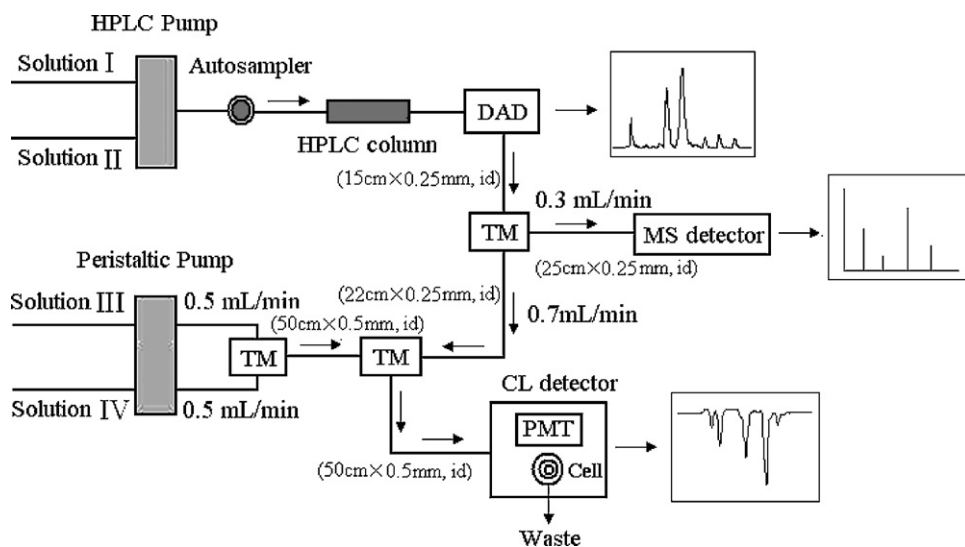 HPLC Pump
Solution I
Autosampler
DAD
HPLC column
Solution II
(15cm×0.25mm, id)
0.3 mL/min
TM
MS detector
(25cm×0.25mm, id)
Peristaltic Pump
(22cm×0.25mm, id)
Solution III
0.5 mL/min
(50cm×0.5mm, id)
0.7mL/min
TM
TM
CL detector
Solution IV
0.5 mL/min
PMT
(50cm×0.5mm, id)
Cell
Waste